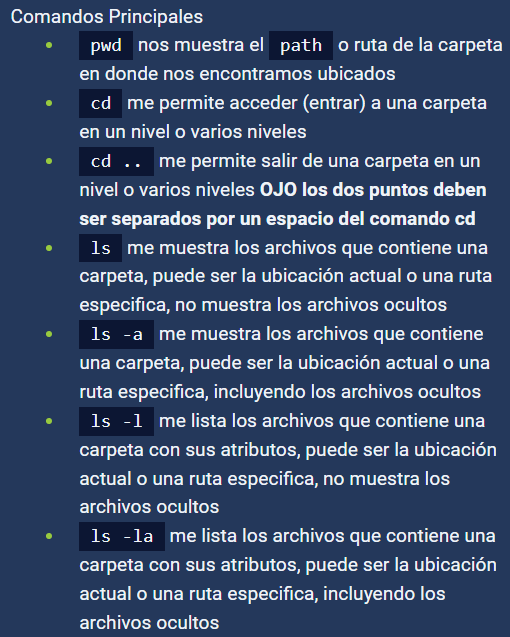 Comandos Principales
pwd nos muestra el path o ruta de la carpeta
en donde nos encontramos ubicados
cd me permite acceder (entrar) a una carpeta
en un nivel o varios niveles
cd .. me permite salir de una carpeta en un
nivel o varios niveles OJO los dos puntos deben
ser separados por un espacio del comando cd
ls me muestra los archivos que contiene una
carpeta, puede ser la ubicación actual o una ruta
especifica, no muestra los archivos ocultos
ls -a me muestra los archivos que contiene
una carpeta, puede ser la ubicación actual o una
ruta especifica, incluyendo los archivos ocultos
ls -l me lista los archivos que contiene una
carpeta con sus atributos, puede ser la ubicación
actual o una ruta especifica, no muestra los
archivos ocultos
ls -la me lista los archivos que contiene una
carpeta con sus atributos, puede ser la ubicación
actual o una ruta especifica, incluyendo los
archivos ocultos